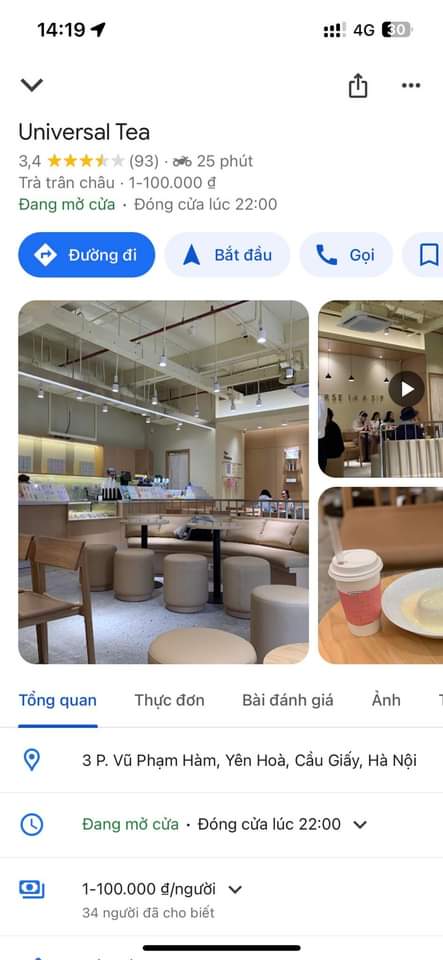 14:19
4G
30
Universal Tea
3,4 (93) · 25 phút
Trà trân châu · 1-100.000 ₫
Đang mở cửa · Đóng cửa lúc 22:00
Đường đi
Bắt đầu
Gọi
Tổng quan
Thực đơn
Bài đánh giá
Ảnh
3 P. Vũ Phạm Hàm, Yên Hoà, Cầu Giấy, Hà Nội
Đang mở cửa · Đóng cửa lúc 22:00
1-100.000 ₫/người
34 người đã cho biết